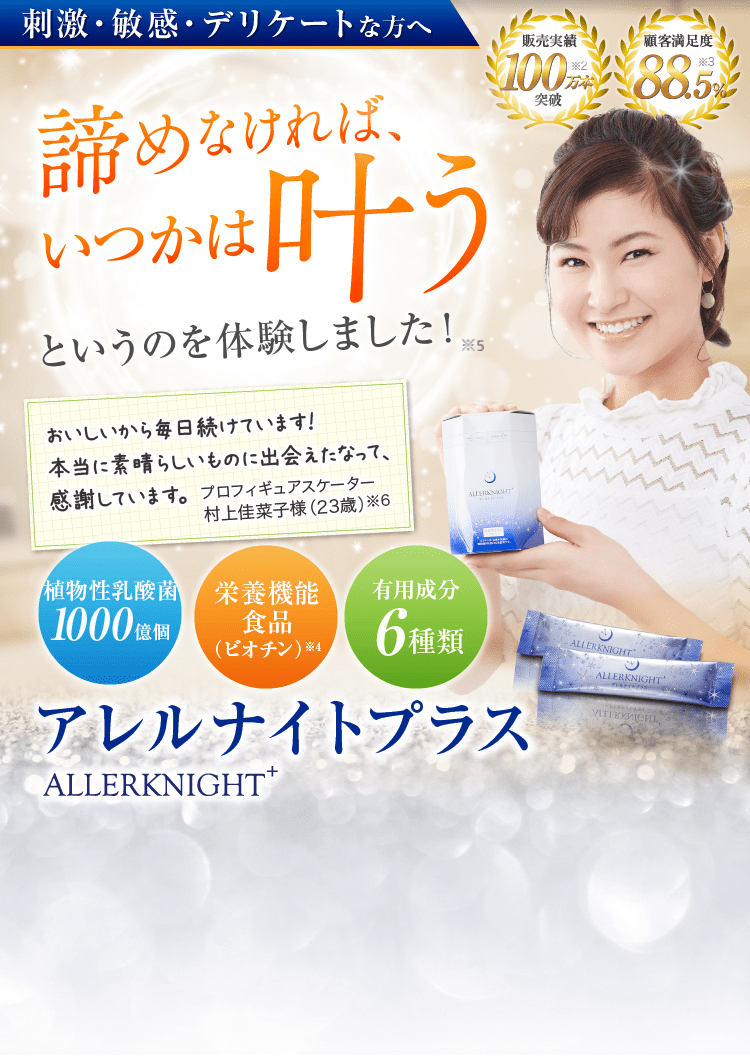 刺激・敏感・デリケートな方へ
販売実績
100万本※2
突破
顧客満足度
88.5%※3
諦めなければ、
いつかは叶う
というのを体験しました！※5
おいしいから毎日続けています！
本当に素晴らしいものに出会えたなって、
感謝しています。
プロフィギュアスケーター
村上佳菜子様（23歳）※6
ALLERKNIGHT+
植物性乳酸菌
1000億個
栄養機能
食品
（ビオチン）※4
有用成分
6種類
ALLERKNIGHT+
ALLERKNIGHT+
アレルナイトプラス
ALLERKNIGHT+